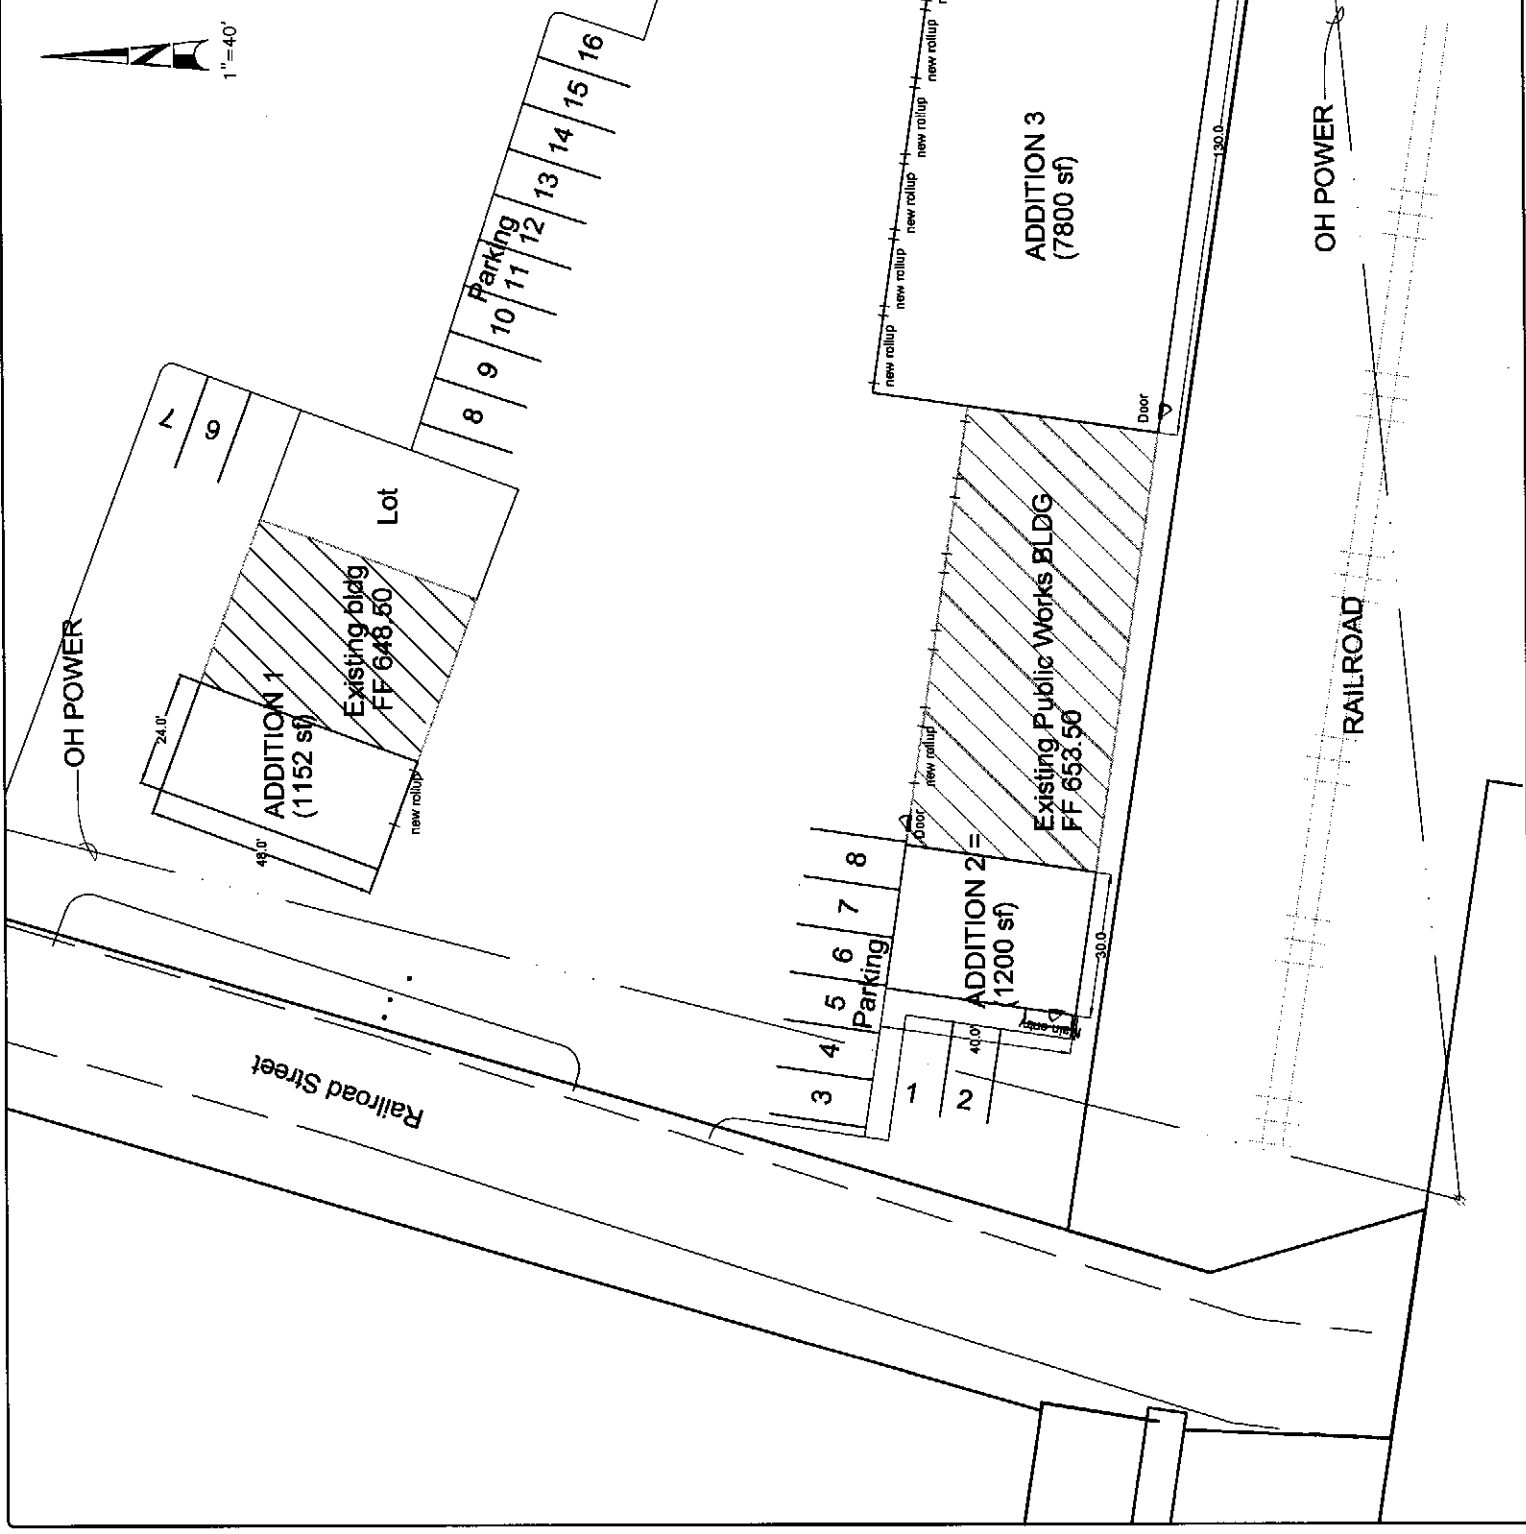 1"=40'
N
16
15
14
13
12
11
10
9
8
Parking
7
6
Lot
OH POWER
Existing bldg
FF 648.50
ADDITION 1
(1152 sf)
24.0'
48.0'
new rollup
Railroad Street
new rollup
new rollup
new rollup
new rollup
new rollup
ADDITION 3
(7800 sf)
130.0
OH POWER
Door
Existing Public Works BLDG
FF 653.50
new rollup
Door
ADDITION 2 =
(1200 sf)
30.0
40.0'
Main entry
8
7
6
5
4
3
Parking
1
2
RAILROAD